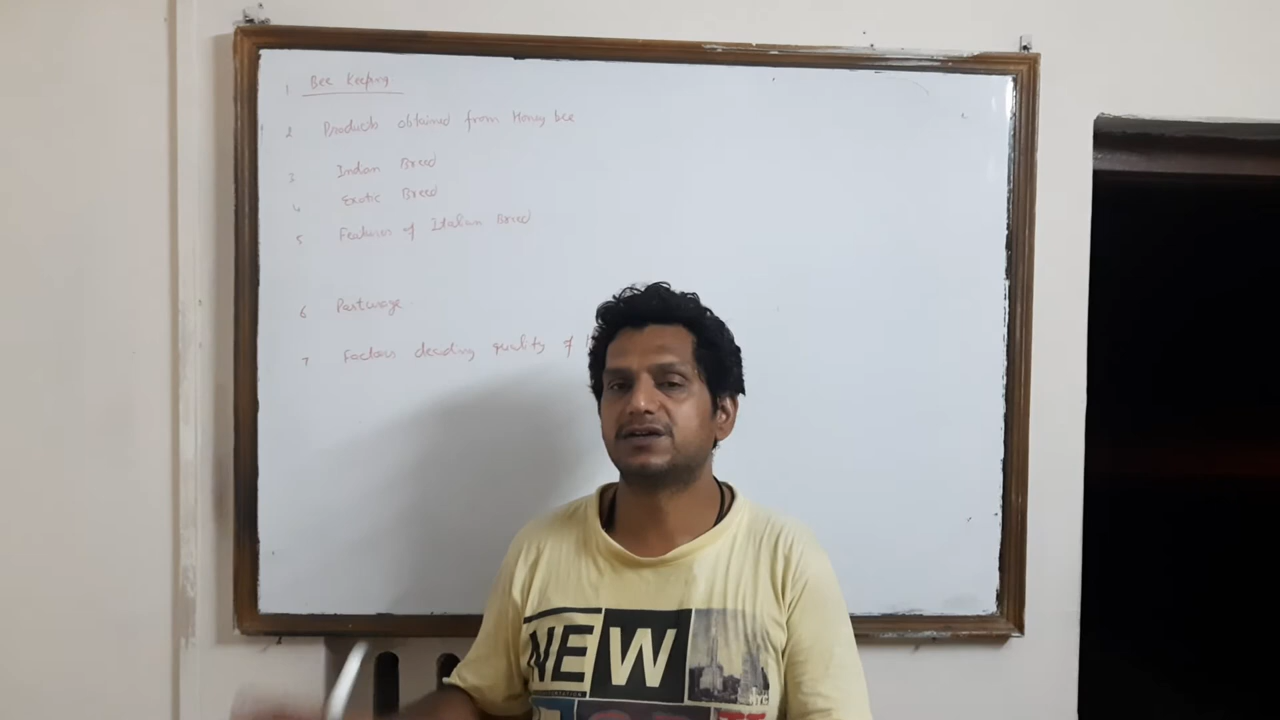 1 Bee Keeping
2 Products obtained from Honey bee
3 Indian Breed
4 Exotic Breed
5 Features of Italian Breed
6 Pasturage
7 Factors deciding quality of
NEW
NYC